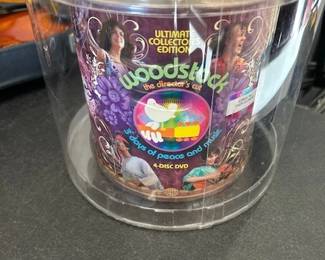 ULTIMATE
COLLECTOR'S
EDITION
woodstock
the director's cut
3 days of peace and music
4-DISC DVD